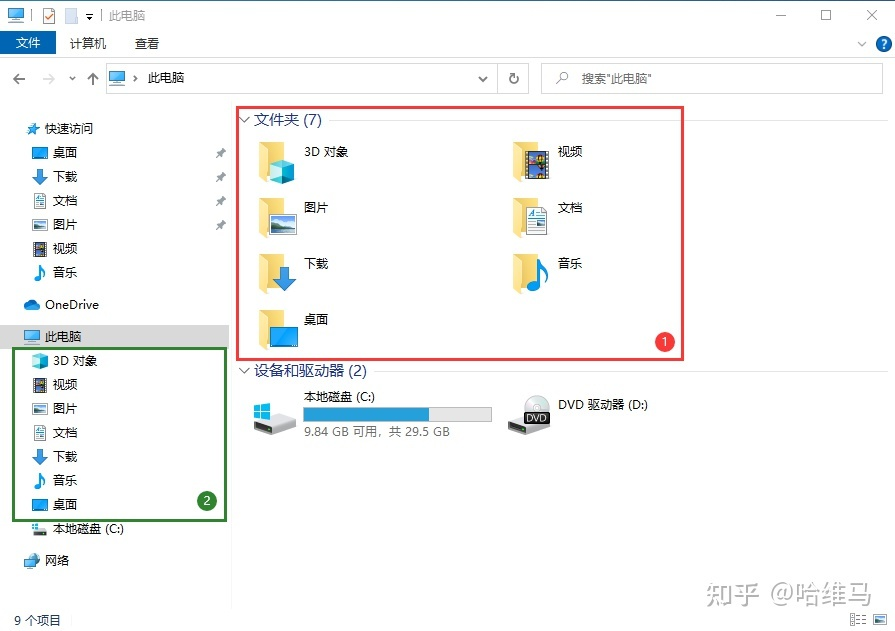 此电脑
文件 计算机 查看
此电脑
搜索"此电脑"
快速访问
桌面
下载
文档
图片
视频
音乐
OneDrive
此电脑
3D 对象
视频
图片
文档
下载
音乐
桌面
2
本地磁盘 (C:)
网络
文件夹 (7)
3D 对象
视频
图片
文档
下载
音乐
桌面
1
设备和驱动器 (2)
本地磁盘 (C:)
9.84 GB 可用，共 29.5 GB
DVD
DVD 驱动器 (D:)
9 个项目
知乎 @哈维马